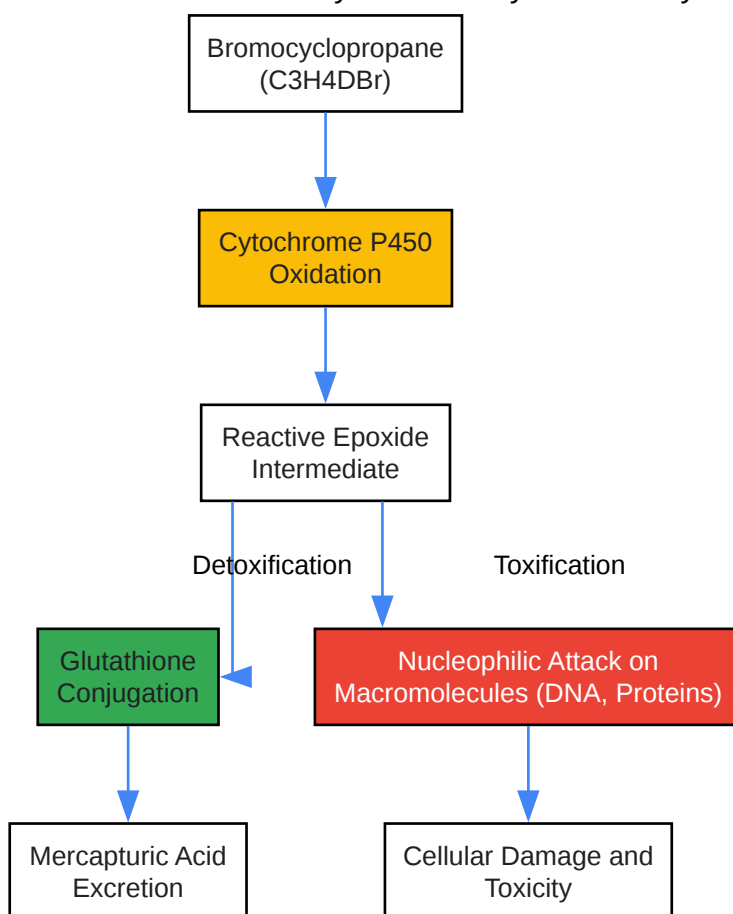 Bromocyclopropane
(C3H4DBr)
Cytochrome P450
Oxidation
Reactive Epoxide
Intermediate
Detoxification
Toxification
Glutathione
Conjugation
Nucleophilic Attack on
Macromolecules (DNA, Proteins)
Mercapturic Acid
Excretion
Cellular Damage and
Toxicity